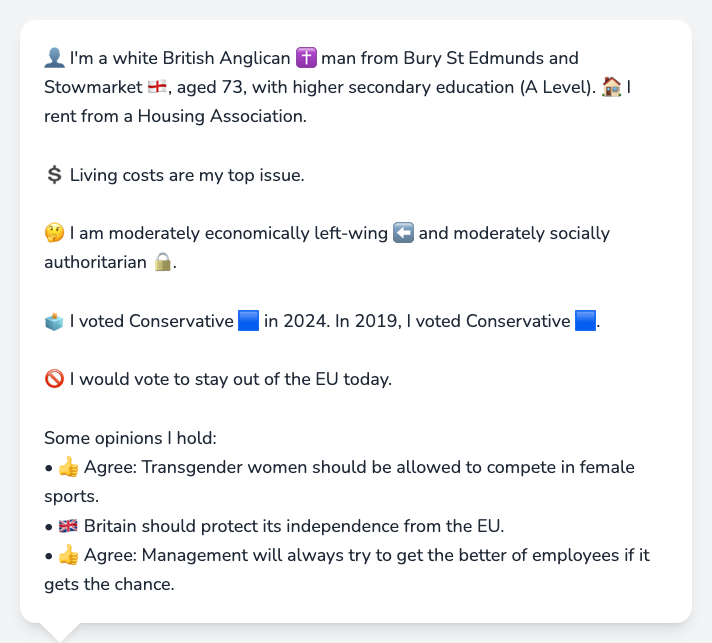 👤 I'm a white British Anglican ✝️ man from Bury St Edmunds and
Stowmarket 🏴󠁧󠁢󠁥󠁮󠁧󠁿, aged 73, with higher secondary education (A Level). 🏠 I
rent from a Housing Association.
💲 Living costs are my top issue.
🤔 I am moderately economically left-wing ⬅️ and moderately socially
authoritarian 🔒.
🗳️ I voted Conservative 🟦 in 2024. In 2019, I voted Conservative 🟦.
🚫 I would vote to stay out of the EU today.
Some opinions I hold:
• 👍 Agree: Transgender women should be allowed to compete in female
sports.
• 🇬🇧 Britain should protect its independence from the EU.
• 👍 Agree: Management will always try to get the better of employees if it
gets the chance.